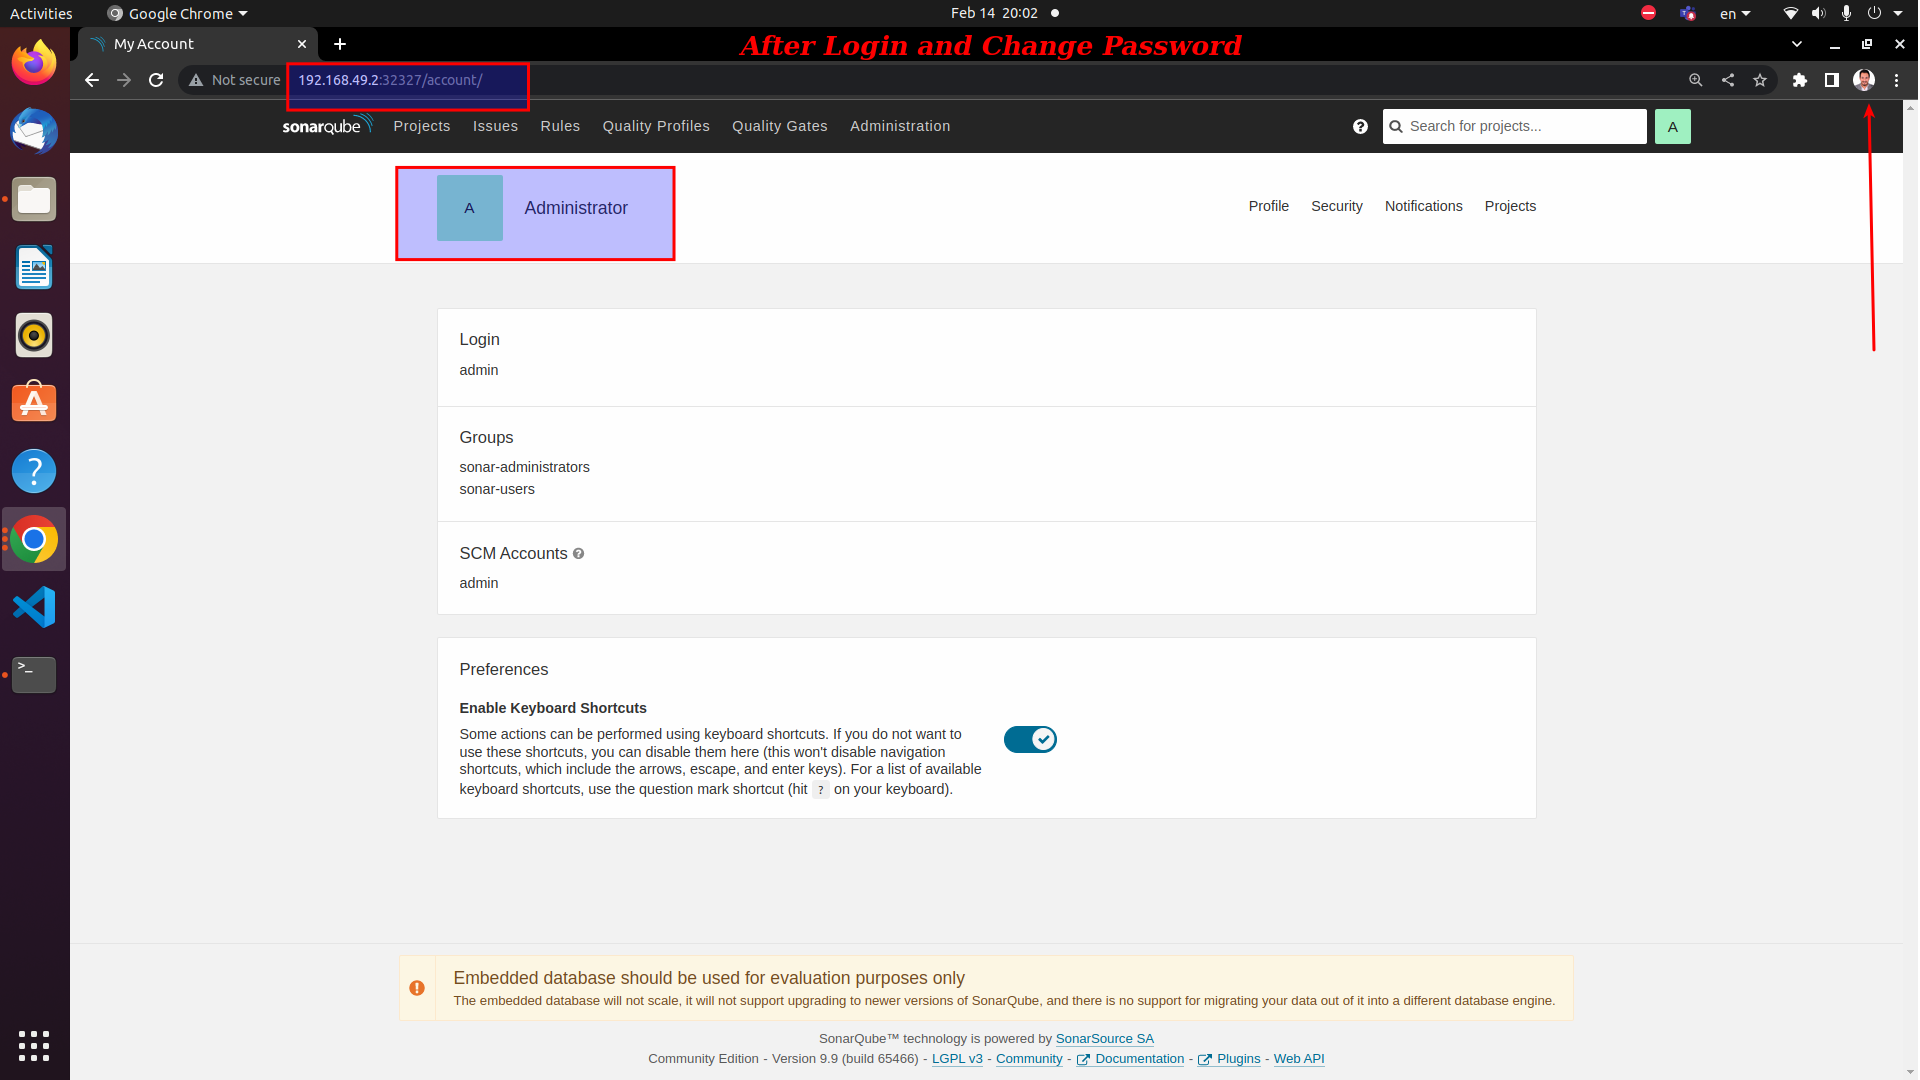 Activities
Google Chrome
Feb 14 20:02
en
My Account
After Login and Change Password
Not secure
192.168.49.2:32327/account/
sonarqube
Projects
Issues
Rules
Quality Profiles
Quality Gates
Administration
Search for projects...
A
A
Administrator
Profile
Security
Notifications
Projects
Login
admin
Groups
sonar-administrators
sonar-users
SCM Accounts
admin
Preferences
Enable Keyboard Shortcuts
Some actions can be performed using keyboard shortcuts. If you do not want to
use these shortcuts, you can disable them here (this won't disable navigation
shortcuts, which include the arrows, escape, and enter keys). For a list of available
keyboard shortcuts, use the question mark shortcut (hit ? on your keyboard).
Embedded database should be used for evaluation purposes only
The embedded database will not scale, it will not support upgrading to newer versions of SonarQube, and there is no support for migrating your data out of it into a different database engine.
SonarQube™ technology is powered by SonarSource SA
Community Edition - Version 9.9 (build 65466) - LGPL v3 - Community - Documentation - Plugins - Web API